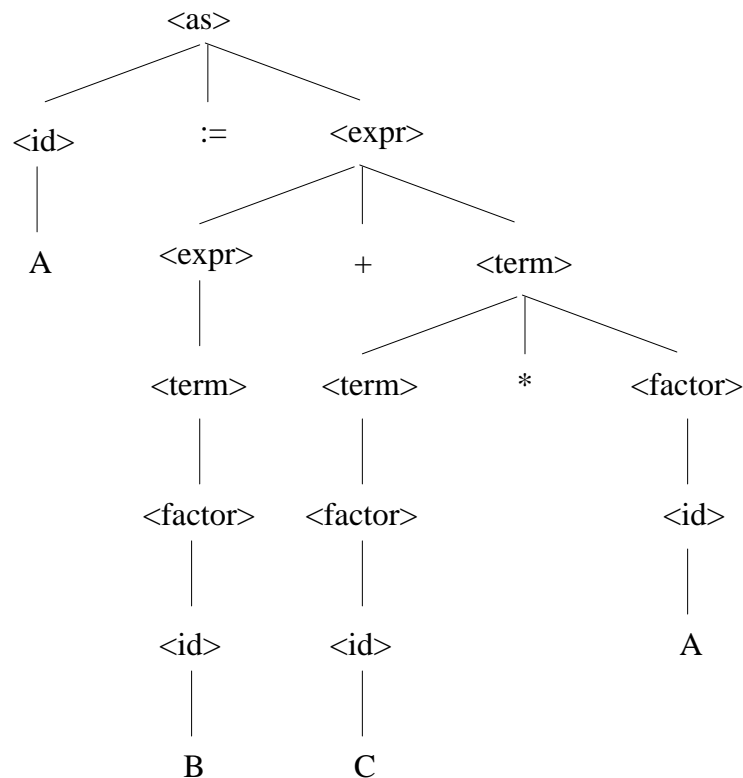 <as>
<id> := <expr>
A <expr> + <term>
<term> <term> * <factor>
<factor> <factor> <id>
<id> <id> A
B C